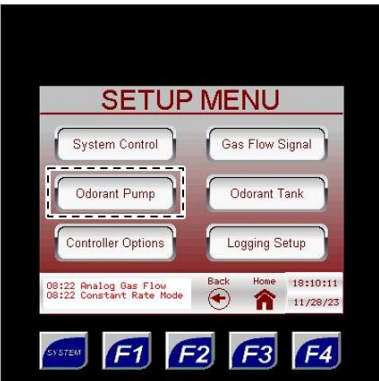 SETUP MENU
System Control
Gas Flow Signal
Odorant Pump
Odorant Tank
Controller Options
Logging Setup
08:22 Analog Gas Flow
08:22 Constant Rate Mode
Back
Home
18:10:11
11/28/23
SYSTEM
F1
F2
F3
F4